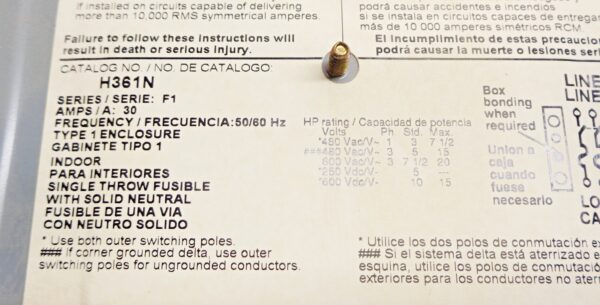 If installed on circuits capable of delivering
more than 10,000 RMS symmetrical amperes.
Failure to follow these instructions will
result in death or serious injury.
podrá causar accidentes e incendios
si se instala en circuitos capaces de entregar
más de 10 000 amperes simétricos RCM.
El incumplimiento de estas precaucio
podrá causar la muerte o lesiones seri
CATALOG NO. / NO. DE CATALOGO:
H361N
SERIES / SERIE: F1
AMPS / A: 30
FREQUENCY / FRECUENCIA:50/60 Hz
TYPE 1 ENCLOSURE
GABINETE TIPO 1
INDOOR
PARA INTERIORES
SINGLE THROW FUSIBLE
WITH SOLID NEUTRAL
FUSIBLE DE UNA VIA
CON NEUTRO SOLIDO
HP rating / Capacidad de potencia
Volts Ph Std. Max.
*480 Vac/V~ 1 3 7 1/2
###480 Vac/V~ 3 5 15
600 Vac/V~ 3 7 1/2 20
*250 Vdc/V⎓ 5 ---
*600 Vdc/V⎓ 10 15
Box
bonding
when
required
Union a
caja
cuando
fuese
necesario
LINE
LINE
LO
CA
* Use both outer switching poles.
### If corner grounded delta, use outer
switching poles for ungrounded conductors.
* Utilice los dos polos de conmutación ex
### Si el sistema delta está aterrizado e
esquina, utilice los polos de conmutación
exteriores para los conductores no aterri